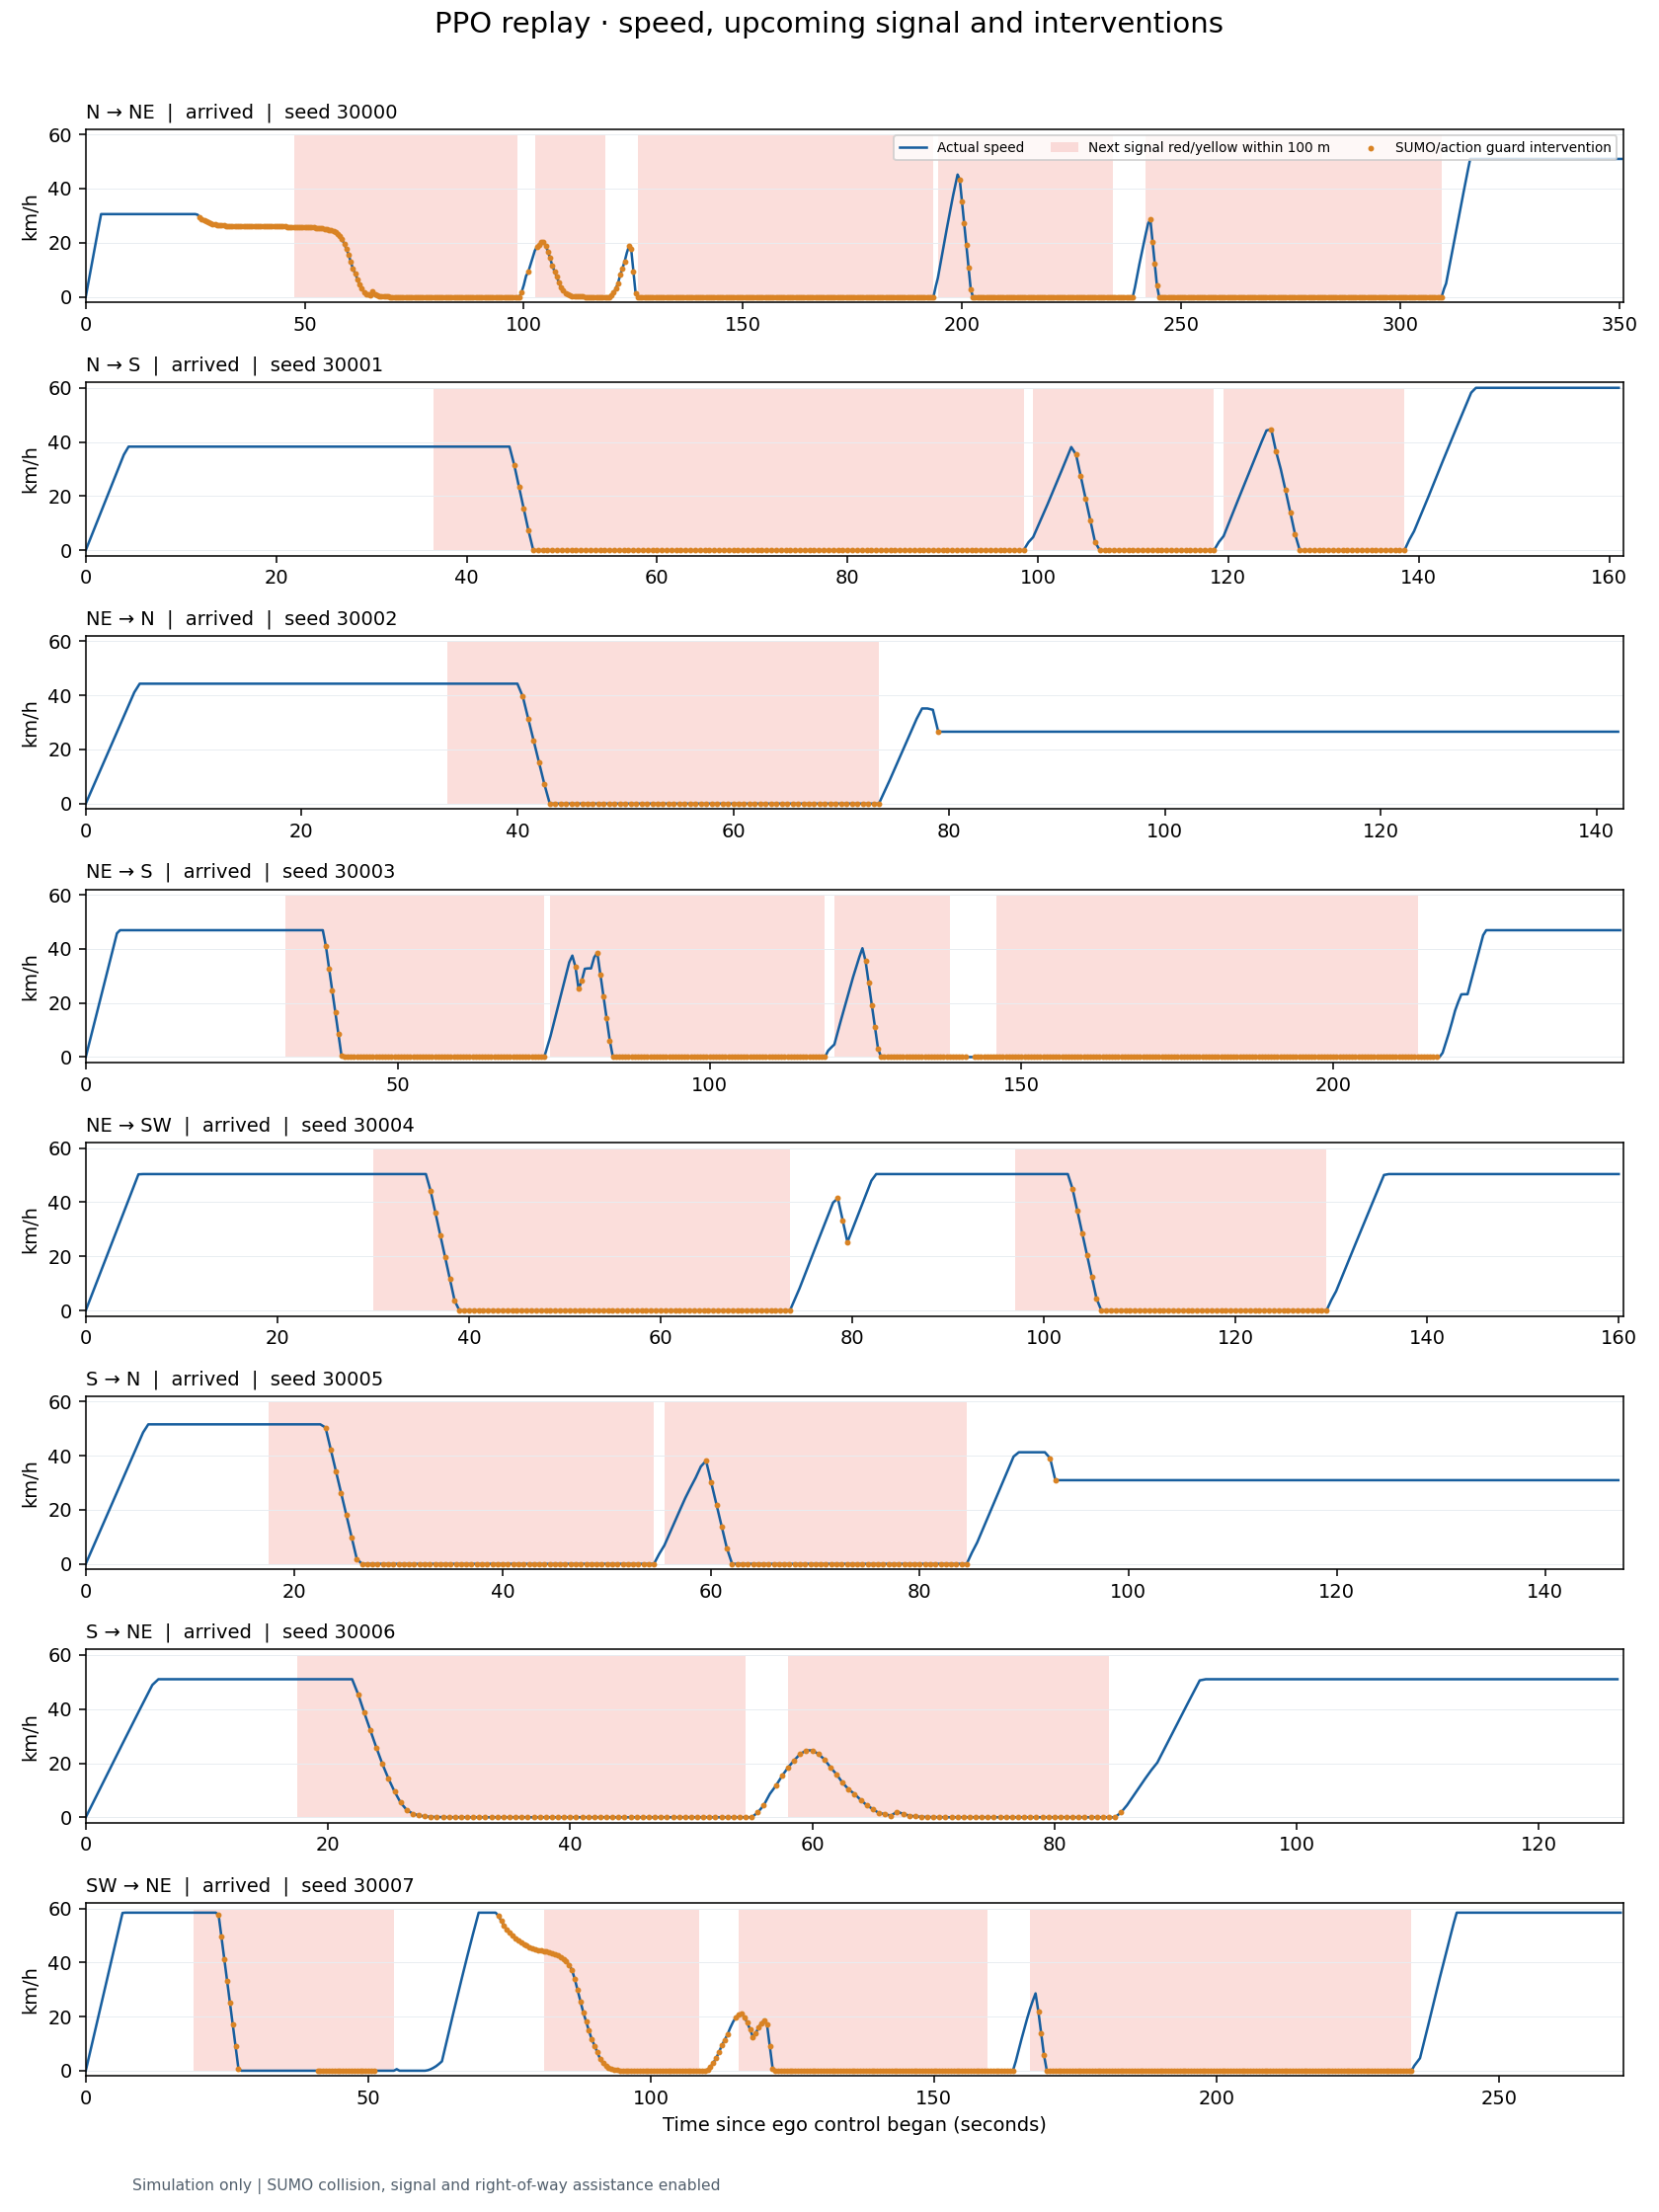 PPO replay · speed, upcoming signal and interventions
N → NE | arrived | seed 30000
60
40
20
0
km/h
Actual speed
Next signal red/yellow within 100 m
SUMO/action guard intervention
0 50 100 150 200 250 300 350
N → S | arrived | seed 30001
60
40
20
0
km/h
0 20 40 60 80 100 120 140 160
NE → N | arrived | seed 30002
60
40
20
0
km/h
0 20 40 60 80 100 120 140
NE → S | arrived | seed 30003
60
40
20
0
km/h
0 50 100 150 200
NE → SW | arrived | seed 30004
60
40
20
0
km/h
0 20 40 60 80 100 120 140 160
S → N | arrived | seed 30005
60
40
20
0
km/h
0 20 40 60 80 100 120 140
S → NE | arrived | seed 30006
60
40
20
0
km/h
0 20 40 60 80 100 120
SW → NE | arrived | seed 30007
60
40
20
0
km/h
0 50 100 150 200 250
Time since ego control began (seconds)
Simulation only | SUMO collision, signal and right-of-way assistance enabled